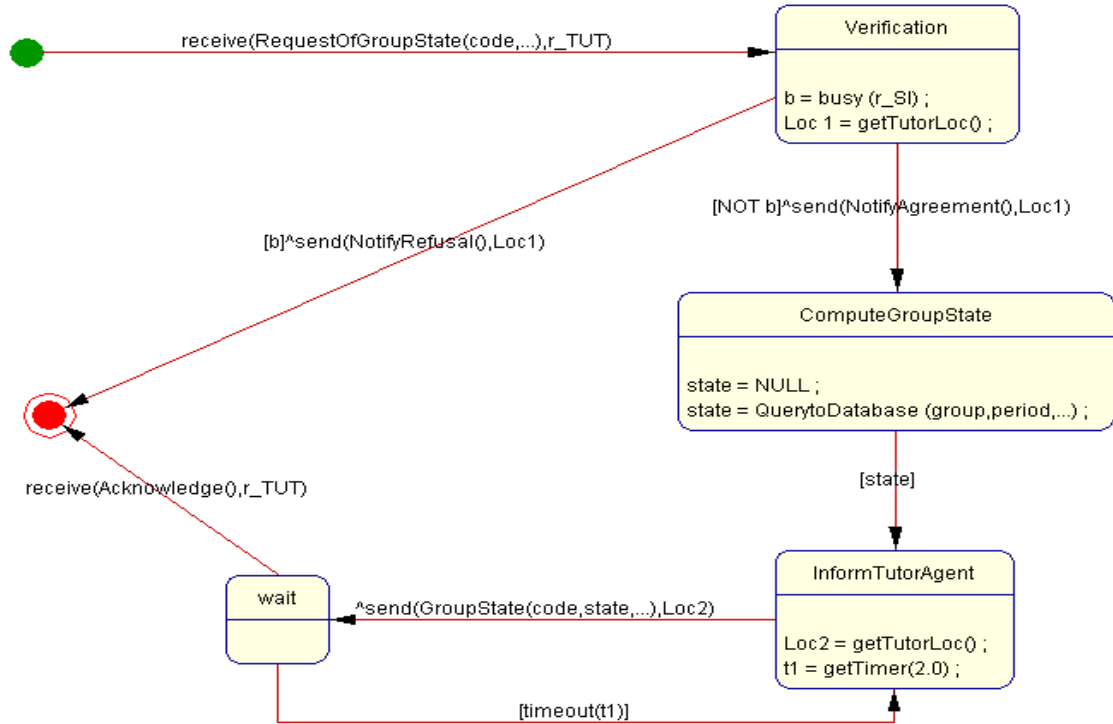 receive(RequestOfGroupState(code,...),r_TUT)
Verification
b = busy (r_SI) ;
Loc 1 = getTutorLoc() ;
[NOT b]^send(NotifyAgreement(),Loc1)
[b]^send(NotifyRefusal(),Loc1)
ComputeGroupState
state = NULL ;
state = QuerytoDatabase (group,period,...) ;
[state]
receive(Acknowledge(),r_TUT)
InformTutorAgent
Loc2 = getTutorLoc() ;
t1 = getTimer(2.0) ;
^send(GroupState(code,state,...),Loc2)
wait
[timeout(t1)]